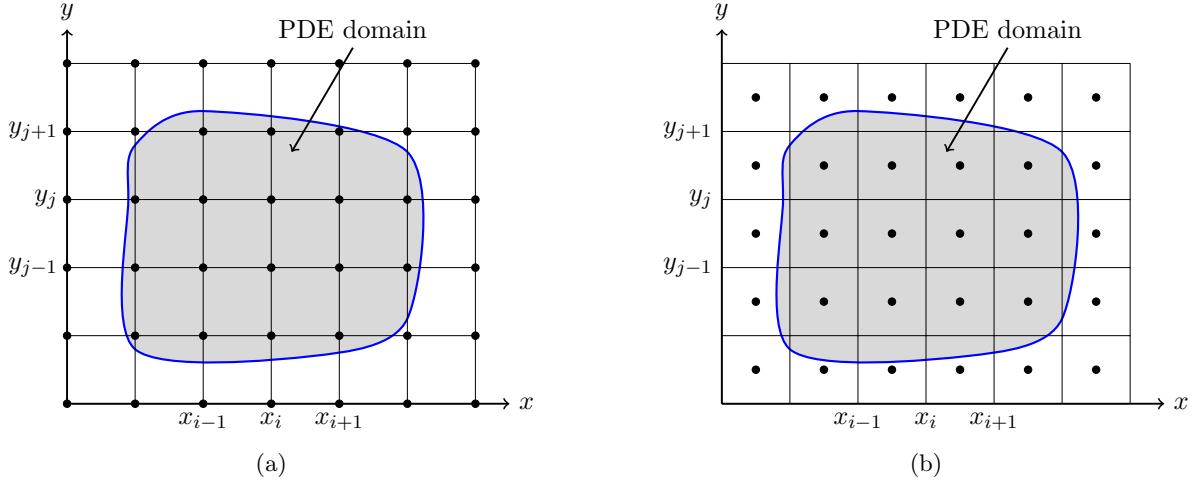 y
PDE domain
y_{j+1}
y_j
y_{j−1}
x_{i−1} x_i x_{i+1}
x
(a)
y
PDE domain
y_{j+1}
y_j
y_{j−1}
x_{i−1} x_i x_{i+1}
x
(b)